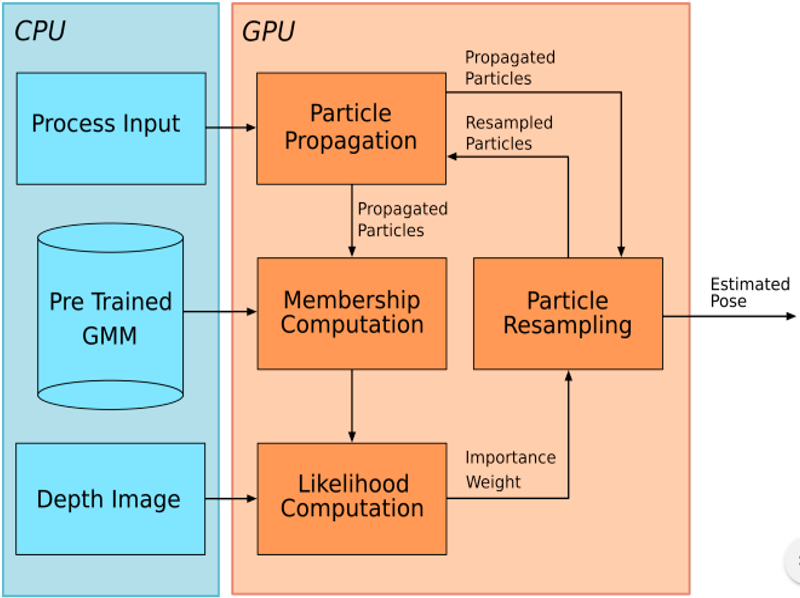 CPU
GPU
Process Input
Particle
Propagation
Propagated
Particles
Resampled
Particles
Propagated
Particles
Pre Trained
GMM
Membership
Computation
Particle
Resampling
Estimated
Pose
Depth Image
Likelihood
Computation
Importance
Weight